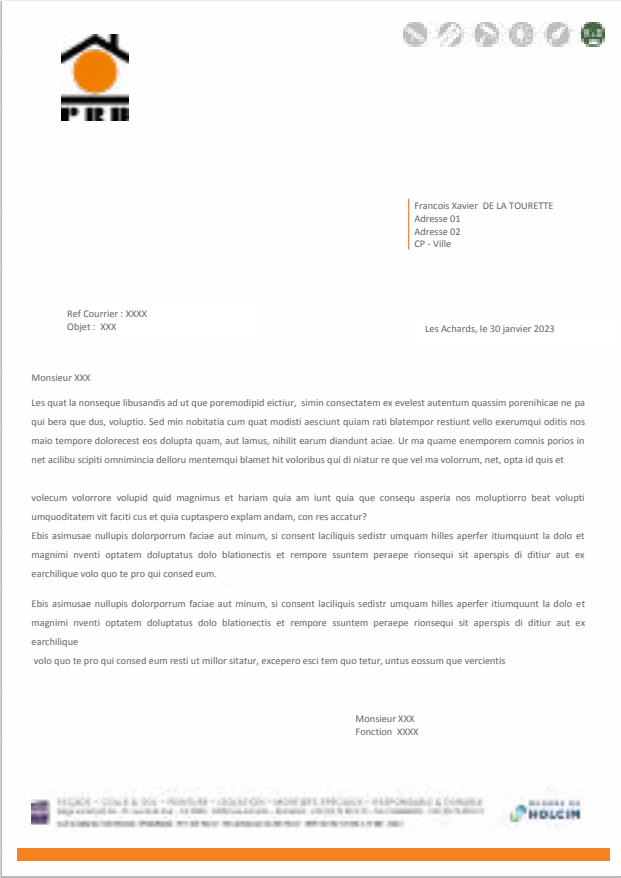 PRB
Francois Xavier DE LA TOURETTE
Adresse 01
Adresse 02
CP - Ville
Ref Courrier : XXXX
Objet : XXX
Les Achards, le 30 janvier 2023
Monsieur XXX
Les quat la nonseque libusandis ad ut que poremodipid eictiur, simin consectatem ex evelest autentum quassim porenihicae ne pa
qui bera que dus, voluptio. Sed min nobitatia cum quat modisti aesciunt quiam rati blatempor restiunt vello exerumqui oditis nos
maio tempore dolorecest eos dolupta quam, aut lamus, nihilit earum diandunt aciae. Ur ma quame enemporem comnis porios in
net acilibu scipiti omnimincia delloru mentemqui blamet hit voloribus qui di niatur re que vel ma volorrum, net, opta id quis et
volecum volorrore volupid quid magnimus et hariam quia am iunt quia que consequ asperia nos moluptiorro beat volupti
umquoditatem vit faciti cus et quia cuptaspero explam andam, con res accatur?
Ebis asimusae nullupis dolorporrum faciae aut minum, si consent laciliquis sedistr umquam hilles aperfer itiumquunt la dolo et
magnimi nventi optatem doluptatus dolo blationectis et rempore ssuntem peraepe rionsequi sit aperspis di ditiur aut ex
earchilique volo quo te pro qui consed eum.
Ebis asimusae nullupis dolorporrum faciae aut minum, si consent laciliquis sedistr umquam hilles aperfer itiumquunt la dolo et
magnimi nventi optatem doluptatus dolo blationectis et rempore ssuntem peraepe rionsequi sit aperspis di ditiur aut ex
earchilique
volo quo te pro qui consed eum resti ut millor sitatur, excepero esci tem quo tetur, untus eossum que vercientis
Monsieur XXX
Fonction XXXX
FAÇADE - COLLE & SOL - PEINTURE - ISOLATION - MORTIERS SPÉCIAUX - RESPONSABLE & DURABLE
HOLCIM